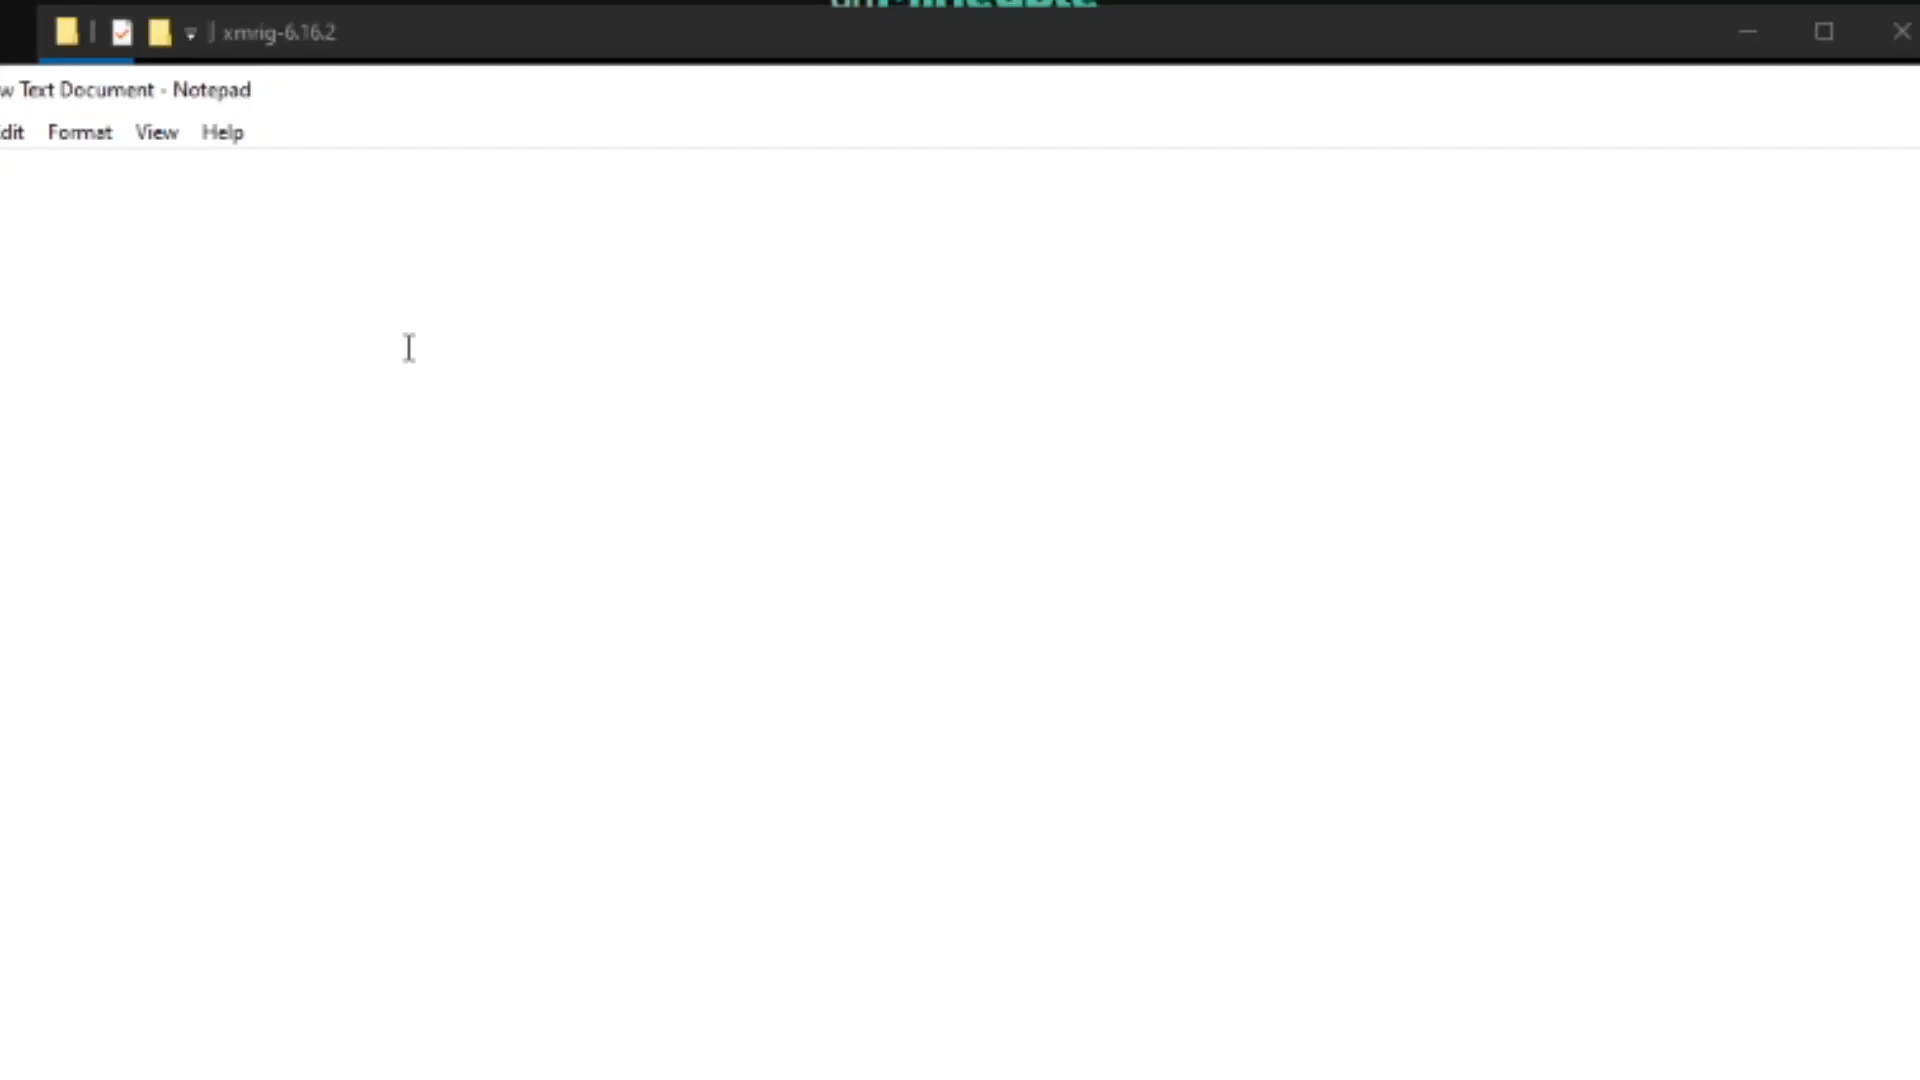 xmrig-6.16.2
w Text Document - Notepad
dit Format View Help